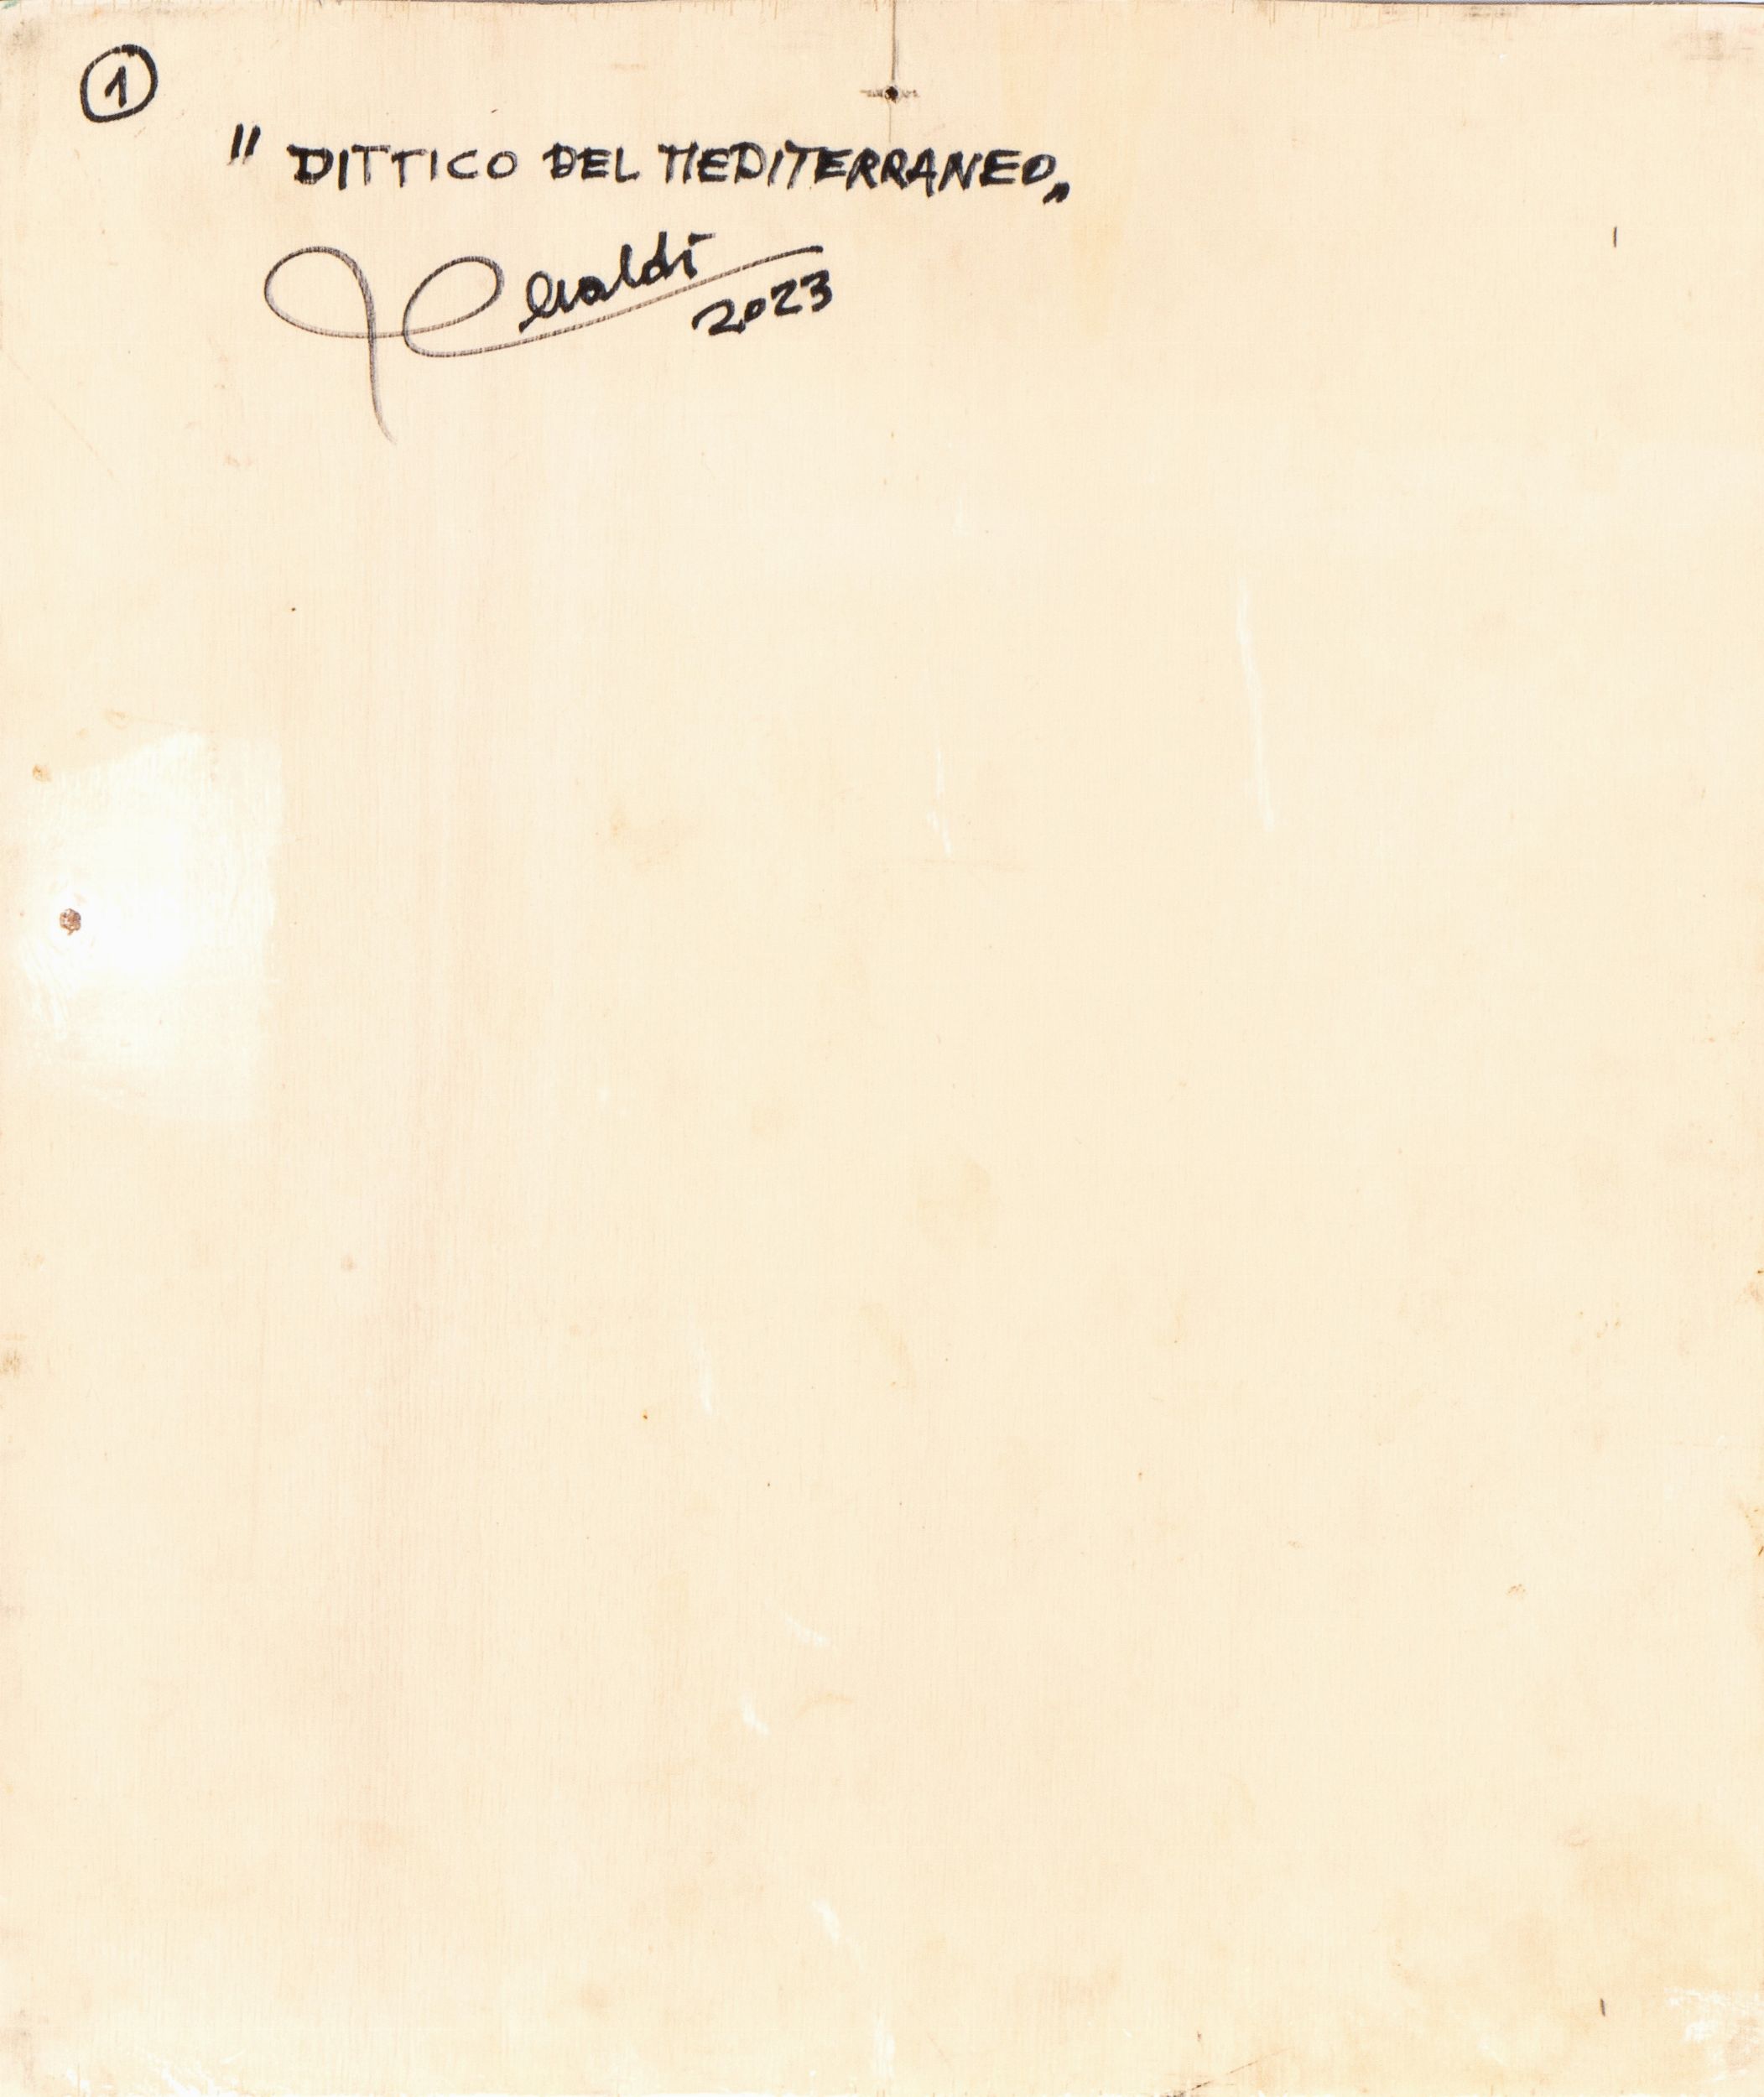 1
" DITTICO DEL MEDITERRANEO„
2023